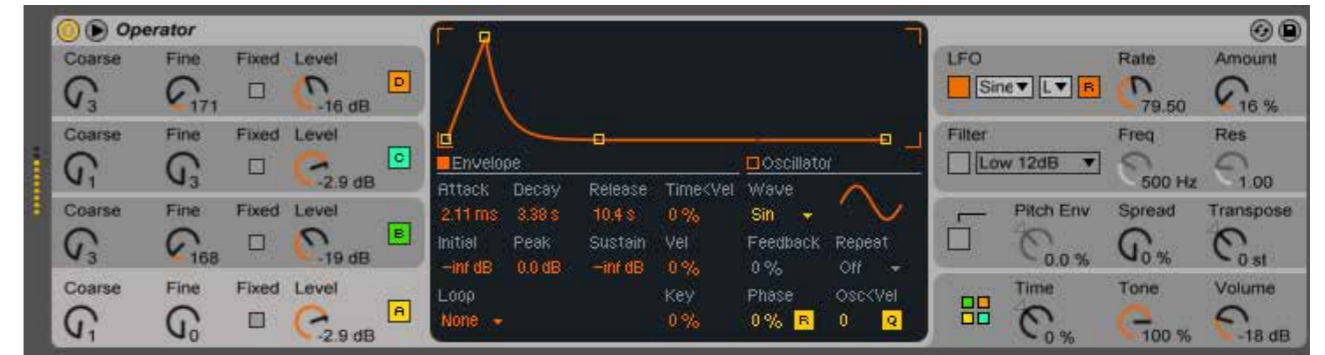 Operator
Coarse Fine Fixed Level
3 171 -16 dB D
Coarse Fine Fixed Level
1 3 -2.9 dB C
Coarse Fine Fixed Level
3 168 -19 dB B
Coarse Fine Fixed Level
1 0 -2.9 dB A
Envelope Oscillator
Attack Decay Release Time<Vel Wave
2.11 ms 3.38 s 10.4 s 0 % Sin
Initial Peak Sustain Vel Feedback Repeat
-inf dB 0.0 dB -inf dB 0 % 0 % Off
Loop Key Phase Osc<Vel
None 0 % 0 % R 0 Q
LFO Rate Amount
Sine L R 79.50 16 %
Filter Freq Res
Low 12dB 500 Hz 1.00
Pitch Env Spread Transpose
0.0 % 0 % 0 st
Time Tone Volume
0 % 100 % -18 dB